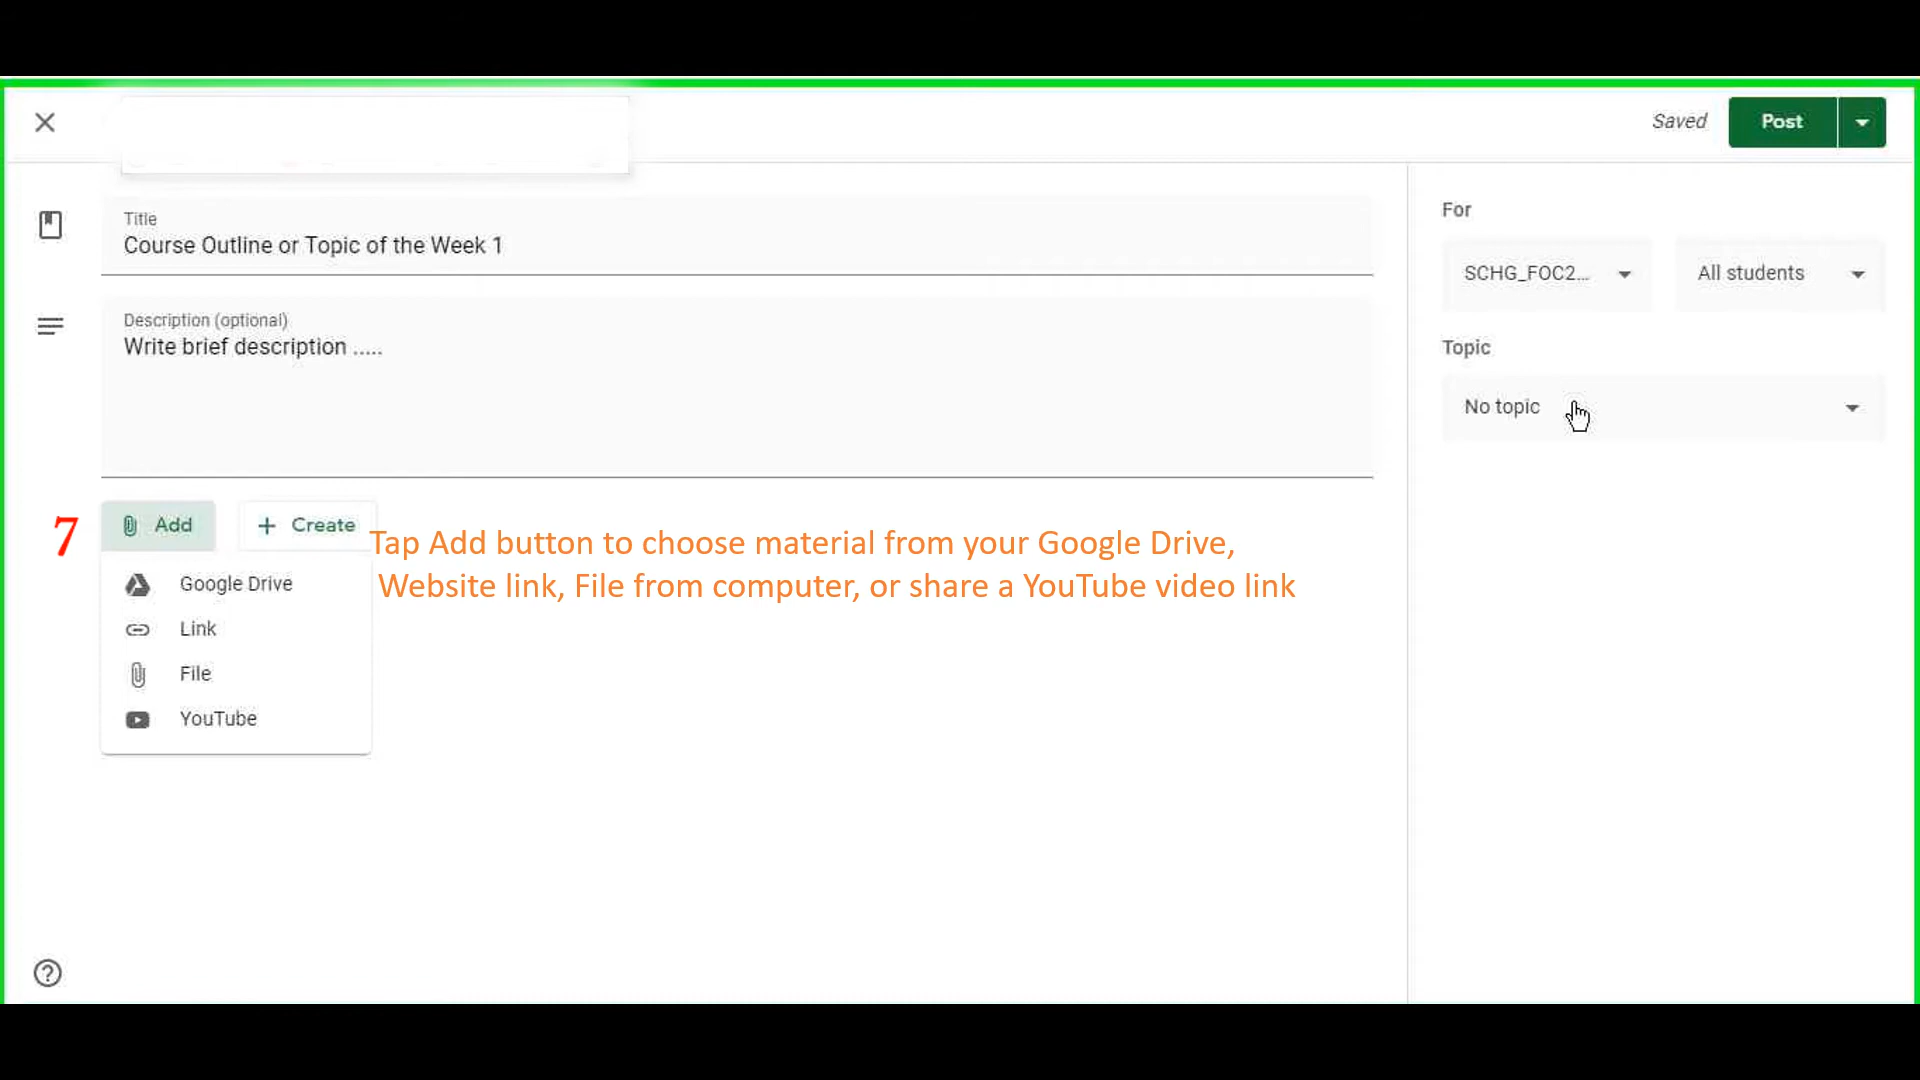 Saved
Post
Title
Course Outline or Topic of the Week 1
Description (optional)
Write brief description .....
For
SCHG_FOC2...
All students
Topic
No topic
7
Add
Create
Tap Add button to choose material from your Google Drive,
Website link, File from computer, or share a YouTube video link
Google Drive
Link
File
YouTube